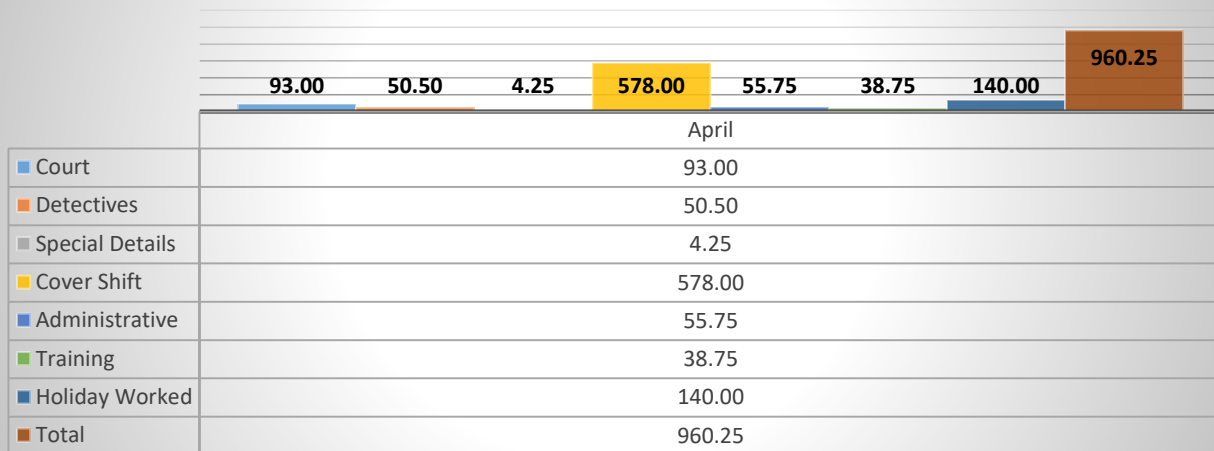 93.00 50.50 4.25 578.00 55.75 38.75 140.00 960.25
April
Court 93.00
Detectives 50.50
Special Details 4.25
Cover Shift 578.00
Administrative 55.75
Training 38.75
Holiday Worked 140.00
Total 960.25